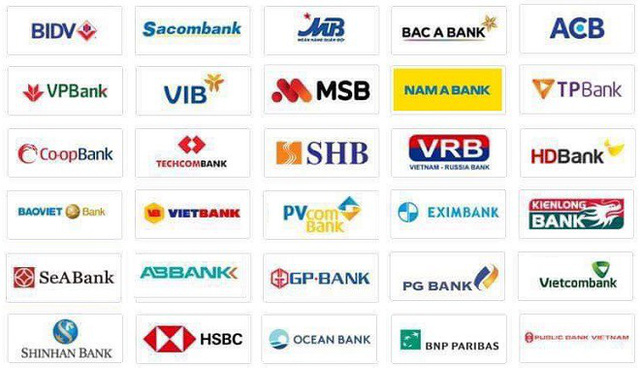 BIDV
Sacombank
MB
NGÂN HÀNG QUÂN ĐỘI
BAC A BANK
ACB
VPBank
VIB
MSB
NAM A BANK
TPBank
Co-opBank
TECHCOMBANK
SHB
VRB
VIETNAM - RUSSIA BANK
HDBank
BAOVIET Bank
VB VIETBANK
PVcomBank
EXIMBANK
KIENLONG
BANK
SeABank
ABBANK
GP·BANK
PG BANK
Vietcombank
SHINHAN BANK
HSBC
OCEAN BANK
BNP PARIBAS
PUBLIC BANK VIETNAM